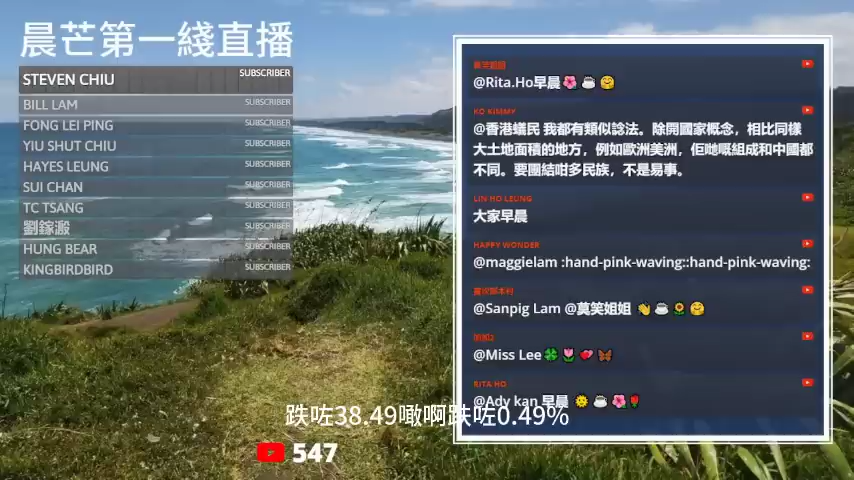 晨芒第一綫直播
STEVEN CHIU SUBSCRIBER
BILL LAM SUBSCRIBER
FONG LEI PING SUBSCRIBER
YIU SHUT CHIU SUBSCRIBER
HAYES LEUNG SUBSCRIBER
SUI CHAN SUBSCRIBER
TC TSANG SUBSCRIBER
劉鎵澱 SUBSCRIBER
HUNG BEAR SUBSCRIBER
KINGBIRDBIRD SUBSCRIBER
@Rita.Ho早晨🌺☕🤗
KO KIMMY
@香港蟻民 我都有類似諗法。除開國家概念，相比同樣
大土地面積的地方，例如歐洲美洲，佢哋嘅組成和中國都
不同。要團結咁多民族，不是易事。
LIN HO LEUNG
大家早晨
HAPPY WONDER
@maggielam :hand-pink-waving::hand-pink-waving:
@Sanpig Lam @莫笑姐姐 👋☕🌻🤗
@Miss Lee🍀🌷💕🦋
RITA HO
@Ady kan 早晨 🌞☕🌺🌹
跌咗38.49噉啊跌咗0.49%
547